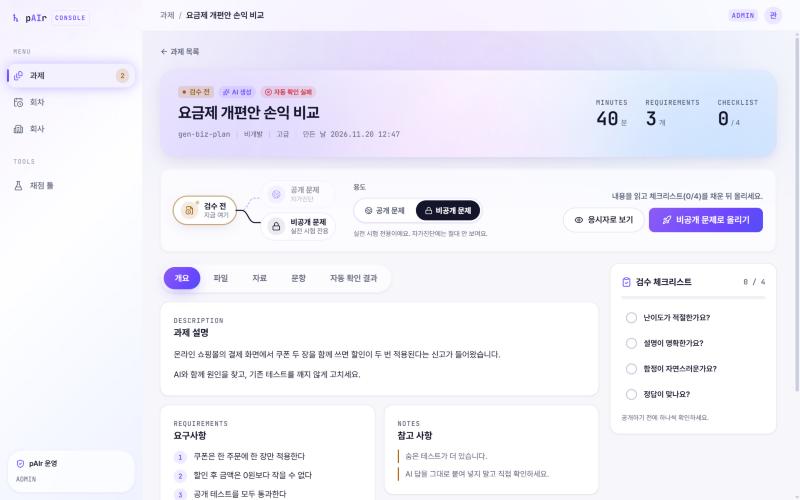 pAIr CONSOLE
과제 / 요금제 개편안 손익 비교
ADMIN 관
MENU
과제 2
회차
회사
TOOLS
채점 툴
pAIr 운영
ADMIN
← 과제 목록
검수 전 AI 생성 자동 확인 실패
요금제 개편안 손익 비교
gen-biz-plan 비개발 고급 만든 날 2026.11.20 12:47
MINUTES REQUIREMENTS CHECKLIST
40 분 3 개 0 / 4
검수 전
지금 여기
공개 문제
자가진단
비공개 문제
실전 시험 전용
용도
공개 문제 비공개 문제
실전 시험 전용이에요. 자가진단에는 절대 안 보여요.
내용을 읽고 체크리스트(0/4)를 채운 뒤 올리세요.
응시자로 보기 비공개 문제로 올리기
개요 파일 자료 문항 자동 확인 결과
DESCRIPTION
과제 설명
온라인 쇼핑몰의 결제 화면에서 쿠폰 두 장을 함께 쓰면 할인이 두 번 적용된다는 신고가 들어왔습니다.
AI와 함께 원인을 찾고, 기존 테스트를 깨지 않게 고치세요.
REQUIREMENTS
요구사항
1 쿠폰은 한 주문에 한 장만 적용한다
2 할인 후 금액은 0원보다 작을 수 없다
3 공개 테스트를 모두 통과한다
NOTES
참고 사항
숨은 테스트가 더 있습니다.
AI 답을 그대로 붙여 넣지 말고 직접 확인하세요.
검수 체크리스트 0 / 4
난이도가 적절한가요?
설명이 명확한가요?
함정이 자연스러운가요?
정답이 맞나요?
공개하기 전에 하나씩 확인하세요.